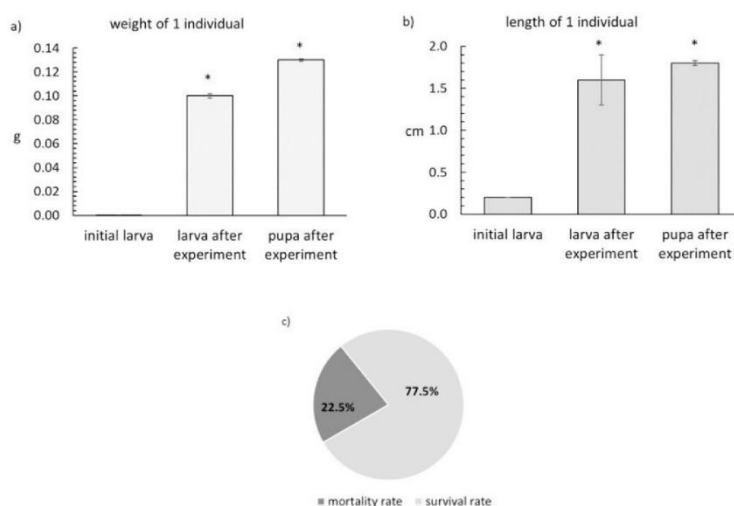 a)
weight of 1 individual
0.14
0.12
0.10
0.08
0.06
0.04
0.02
0.00
g
*
*
initial larva
larva after
experiment
pupa after
experiment
b)
length of 1 individual
2.0
1.5
1.0
0.5
0.0
cm
*
*
initial larva
larva after
experiment
pupa after
experiment
c)
77.5%
22.5%
mortality rate survival rate